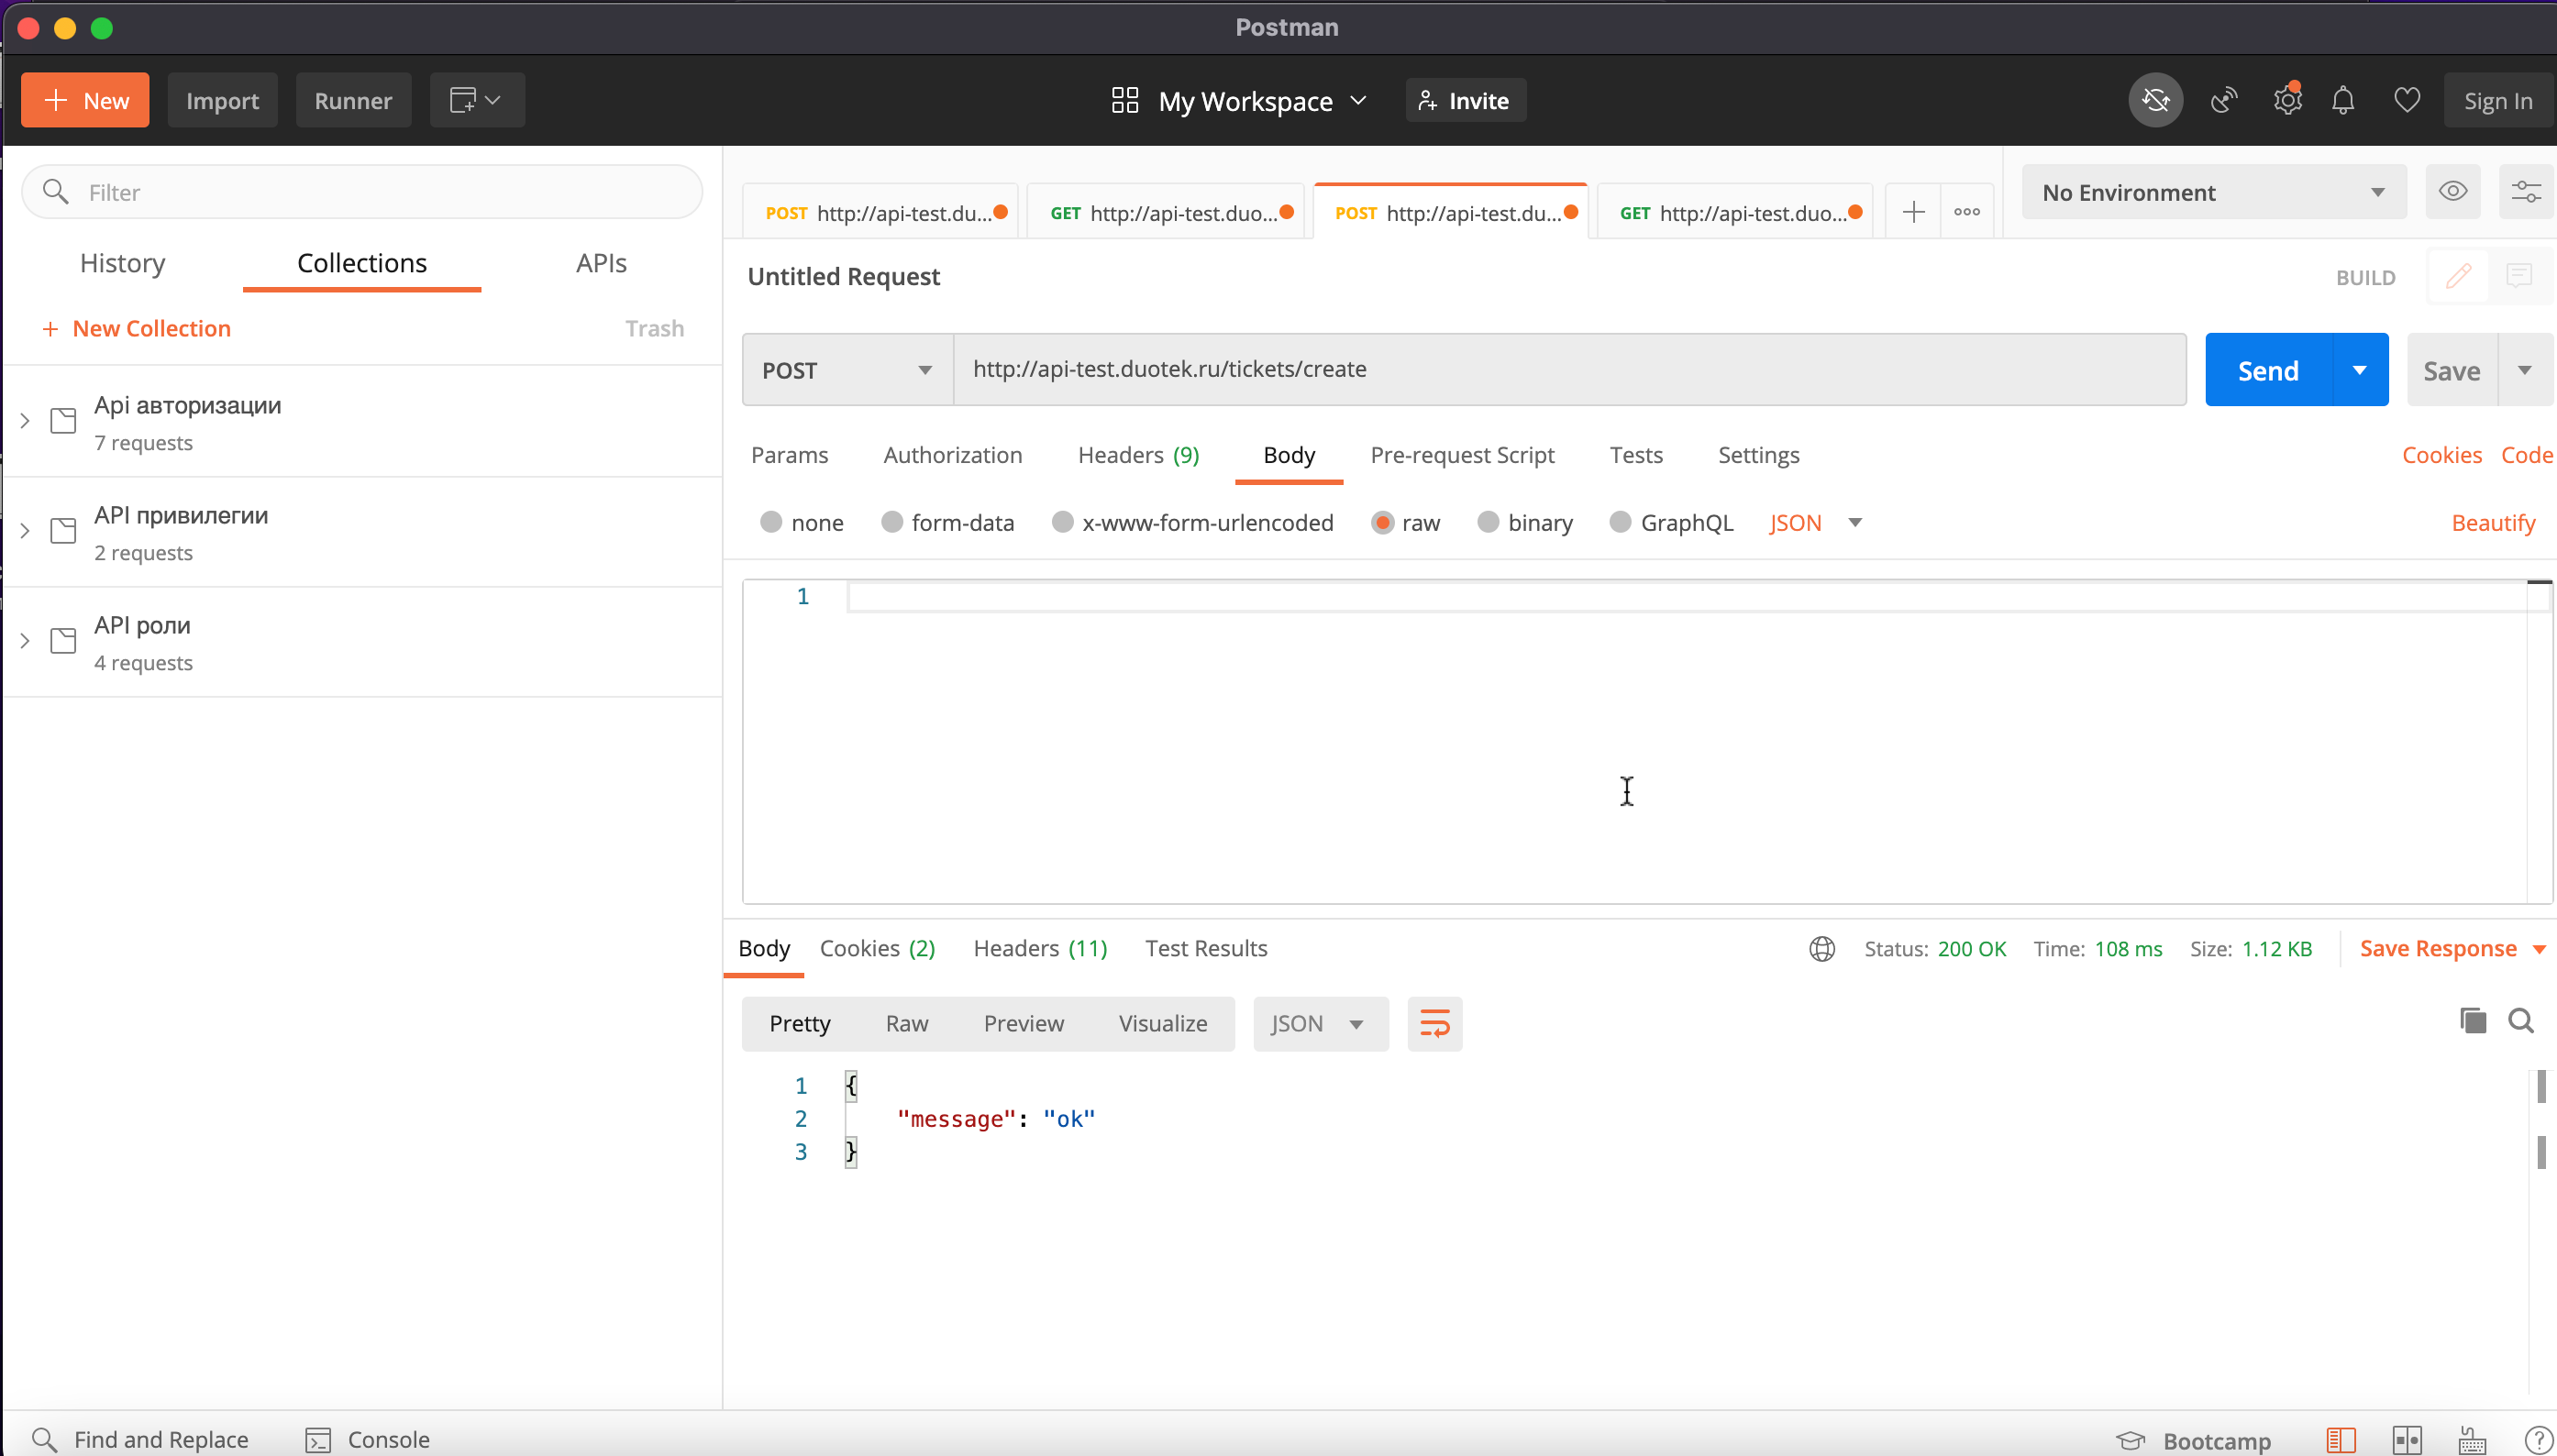 Postman
New
Import
Runner
My Workspace
Invite
Sign In
Filter
History
Collections
APIs
+ New Collection
Trash
Api авторизации
7 requests
API привилегии
2 requests
API роли
4 requests
POST http://api-test.du...
GET http://api-test.duo...
POST http://api-test.du...
GET http://api-test.duo...
No Environment
Untitled Request
BUILD
POST
http://api-test.duotek.ru/tickets/create
Send
Save
Params
Authorization
Headers (9)
Body
Pre-request Script
Tests
Settings
Cookies
Code
none
form-data
x-www-form-urlencoded
raw
binary
GraphQL
JSON
Beautify
1
Body
Cookies (2)
Headers (11)
Test Results
Status: 200 OK
Time: 108 ms
Size: 1.12 KB
Save Response
Pretty
Raw
Preview
Visualize
JSON
1 {
2 "message": "ok"
3 }
Find and Replace
Console
Bootcamp